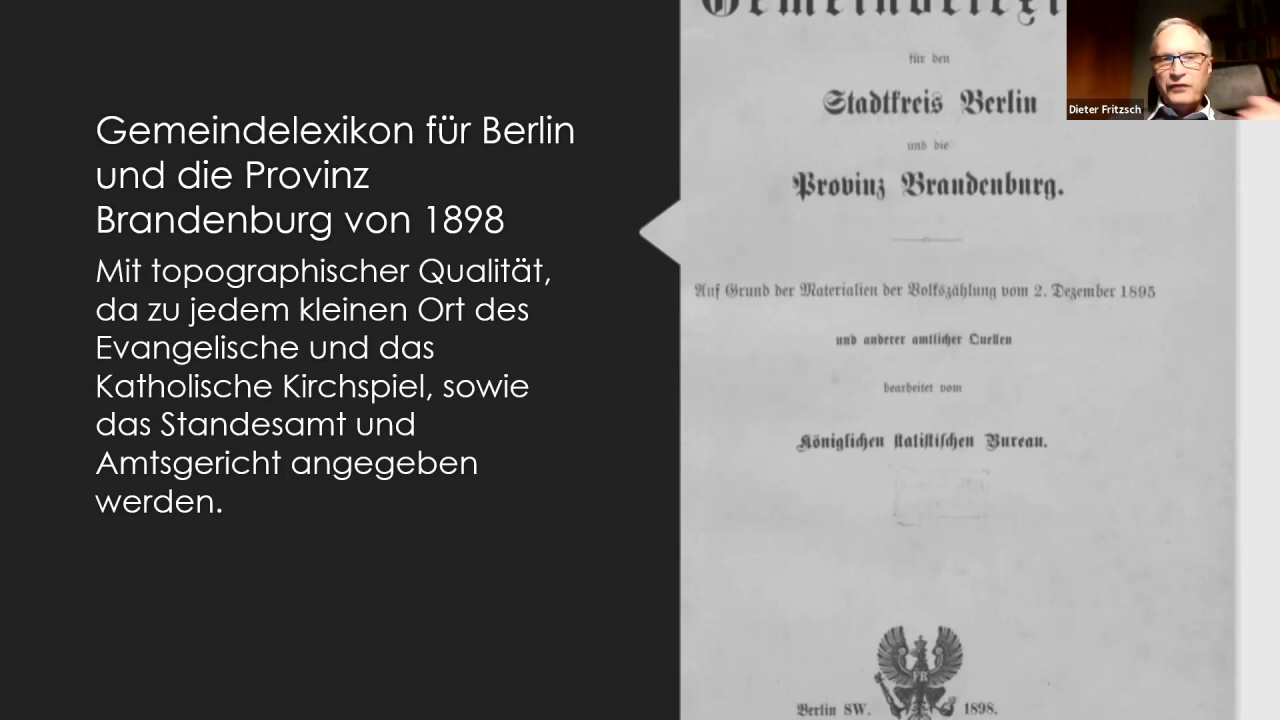 Gemeindelexikon für Berlin
und die Provinz
Brandenburg von 1898
Mit topographischer Qualität,
da zu jedem kleinen Ort des
Evangelische und das
Katholische Kirchspiel, sowie
das Standesamt und
Amtsgericht angegeben
werden.
für den
Stadtkreis Berlin
und die
Provinz Brandenburg.
Auf Grund der Materialien der Volkszählung vom 2. Dezember 1895
und anderer amtlicher Quellen
bearbeitet vom
Königlichen statistischen Bureau.
FR
Berlin SW. 1898.
Dieter Fritzsch